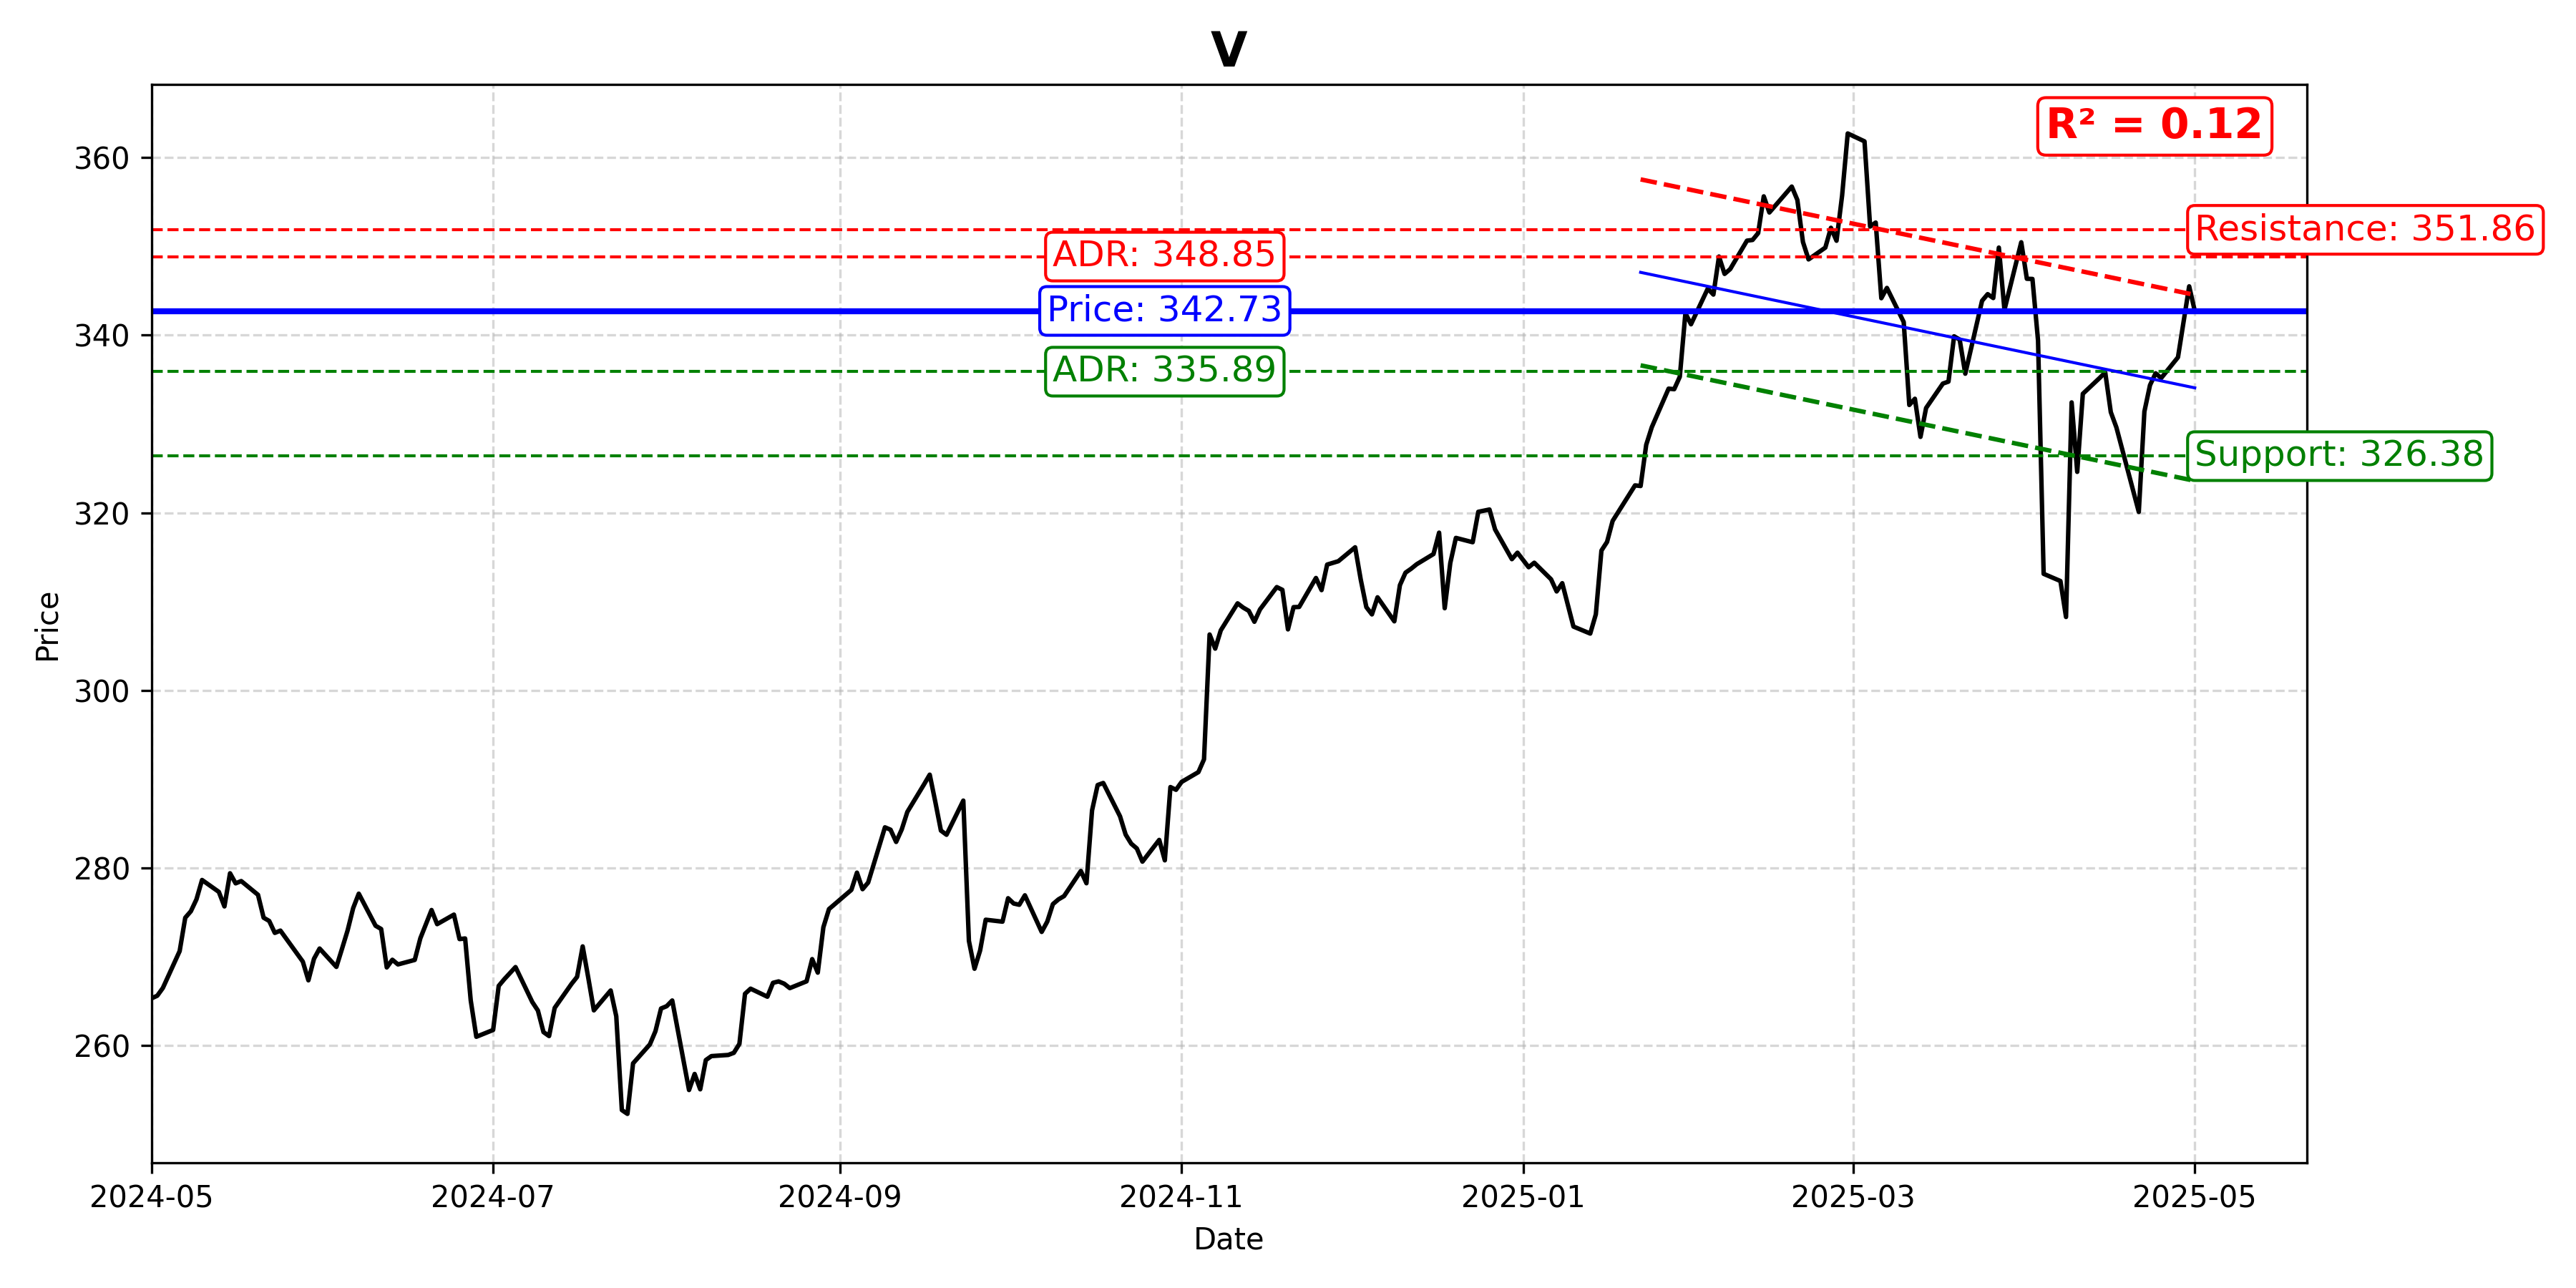 V
R² = 0.12
360
340
320
300
280
260
Price
Resistance: 351.86
ADR: 348.85
Price: 342.73
ADR: 335.89
Support: 326.38
2024-05
2024-07
2024-09
2024-11
2025-01
2025-03
2025-05
Date